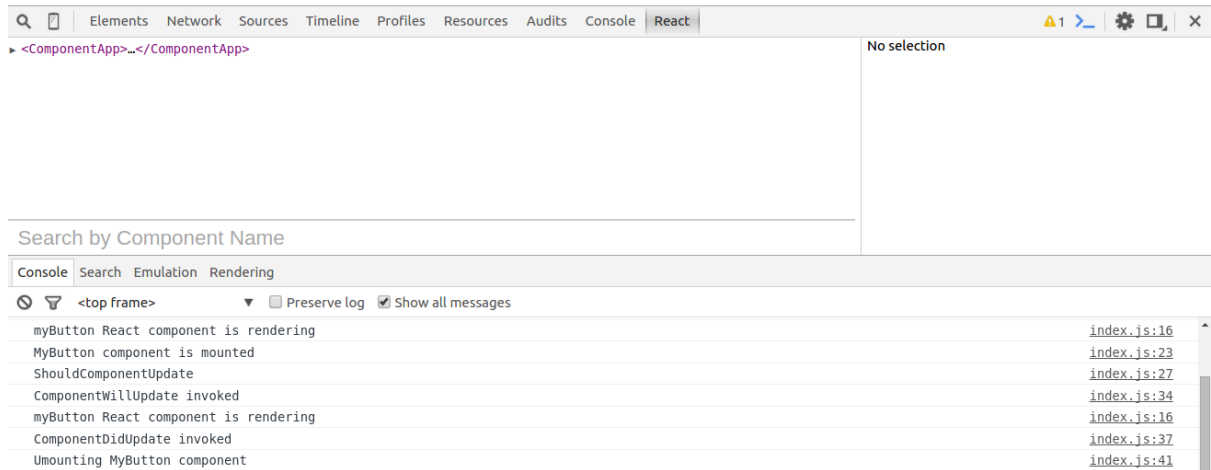 Elements Network Sources Timeline Profiles Resources Audits Console React 1
<ComponentApp>…</ComponentApp>
No selection
Search by Component Name
Console Search Emulation Rendering
<top frame> Preserve log Show all messages
myButton React component is rendering index.js:16
MyButton component is mounted index.js:23
ShouldComponentUpdate index.js:27
ComponentWillUpdate invoked index.js:34
myButton React component is rendering index.js:16
ComponentDidUpdate invoked index.js:37
Umounting MyButton component index.js:41